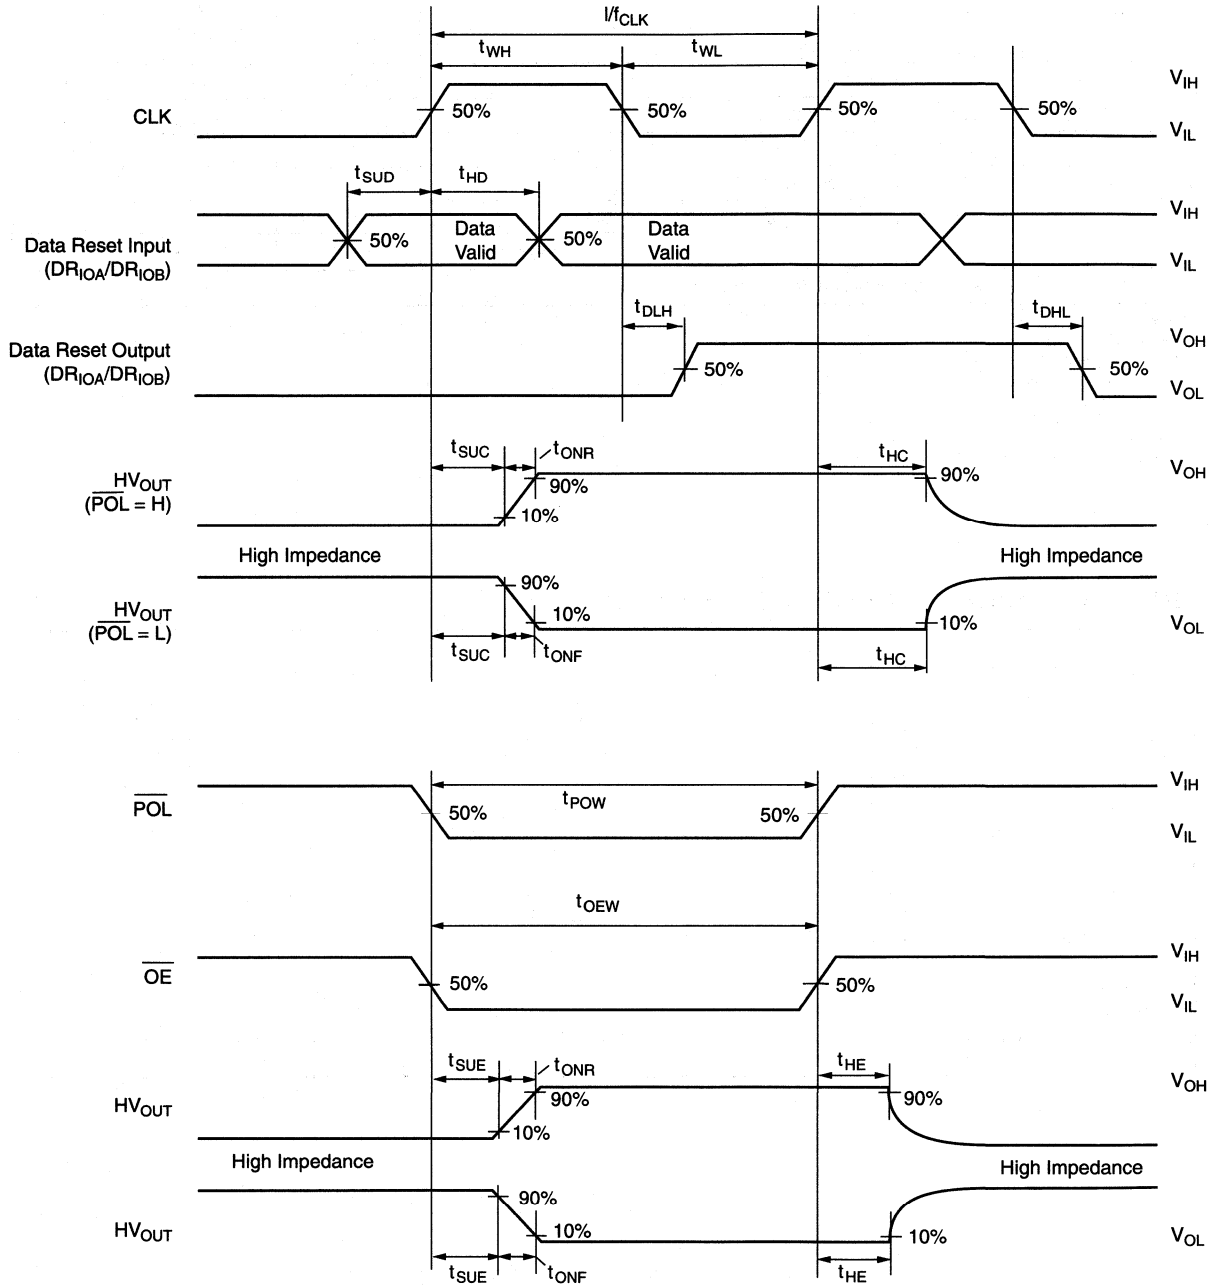 l/fCLK
tWH tWL
VIH
CLK 50% 50% 50% 50%
VIL
tSUD tHD
VIH
Data Reset Input 50% Data Valid 50% Data Valid
(DRIOA/DRIOB)
VIL
tDLH tDHL
VOH
Data Reset Output 50% 50%
(DRIOA/DRIOB)
VOL
tSUC tONR tHC
VOH
HVOUT 90% 90%
(POL = H) 10%
High Impedance High Impedance
90%
HVOUT 10% 10%
(POL = L)
VOL
tSUC tONF tHC
VIH
POL 50% tPOW 50%
VIL
tOEW
VIH
OE 50% 50%
VIL
tSUE tONR tHE
VOH
HVOUT 90% 90%
10%
High Impedance High Impedance
90%
HVOUT 10% 10%
VOL
tSUE tONF tHE